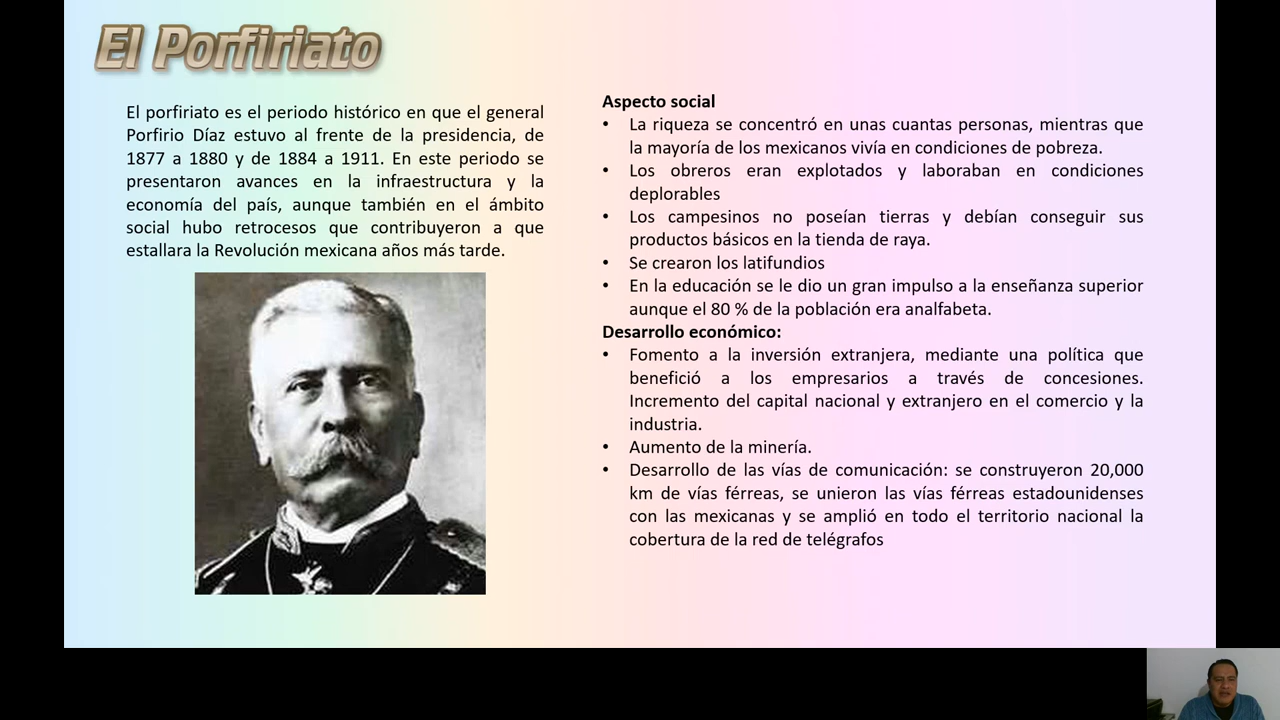 El Porfiriato
El porfiriato es el periodo histórico en que el general
Porfirio Díaz estuvo al frente de la presidencia, de
1877 a 1880 y de 1884 a 1911. En este periodo se
presentaron avances en la infraestructura y la
economía del país, aunque también en el ámbito
social hubo retrocesos que contribuyeron a que
estallara la Revolución mexicana años más tarde.
Aspecto social
• La riqueza se concentró en unas cuantas personas, mientras que
la mayoría de los mexicanos vivía en condiciones de pobreza.
• Los obreros eran explotados y laboraban en condiciones
deplorables
• Los campesinos no poseían tierras y debían conseguir sus
productos básicos en la tienda de raya.
• Se crearon los latifundios
• En la educación se le dio un gran impulso a la enseñanza superior
aunque el 80 % de la población era analfabeta.
Desarrollo económico:
• Fomento a la inversión extranjera, mediante una política que
benefició a los empresarios a través de concesiones.
Incremento del capital nacional y extranjero en el comercio y la
industria.
• Aumento de la minería.
• Desarrollo de las vías de comunicación: se construyeron 20,000
km de vías férreas, se unieron las vías férreas estadounidenses
con las mexicanas y se amplió en todo el territorio nacional la
cobertura de la red de telégrafos